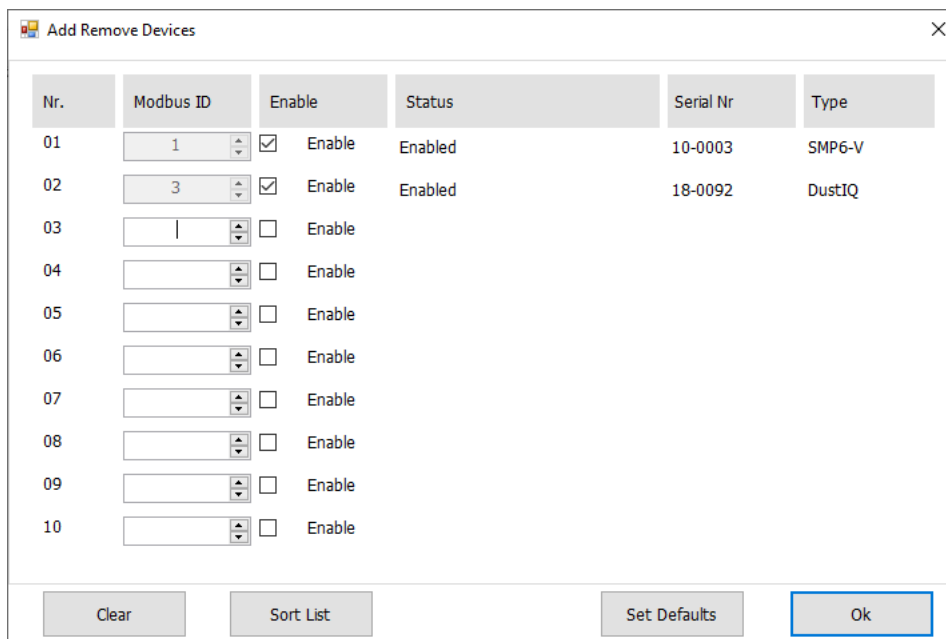 Add Remove Devices
Nr. Modbus ID Enable Status Serial Nr Type
01 1 Enable Enabled 10-0003 SMP6-V
02 3 Enable Enabled 18-0092 DustIQ
03 Enable
04 Enable
05 Enable
06 Enable
07 Enable
08 Enable
09 Enable
10 Enable
Clear Sort List Set Defaults Ok